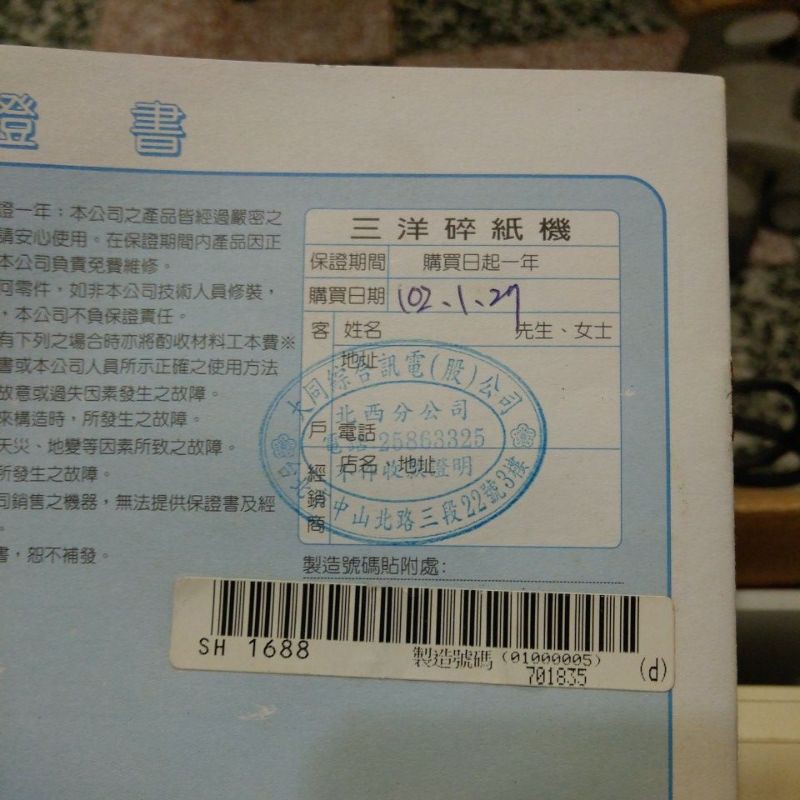 證 書
證一年：本公司之產品皆經過嚴密之
請安心使用。在保證期間內產品因正
本公司負責免費維修。
何零件，如非本公司技術人員修裝，
，本公司不負保證責任。
有下列之場合時亦將酌收材料工本費※
書或本公司人員所示正確之使用方法
故意或過失因素發生之故障。
來構造時，所發生之故障。
天災、地變等因素所致之故障。
所發生之故障。
司銷售之機器，無法提供保證書及經
。
書，恕不補發。
三洋碎紙機
保證期間 購買日起一年
購買日期 102.1.27
客戶 姓名 先生、女士
地址
電話
經銷商 店名、地址
大同綜合訊電(股)公司
北西分公司
電話 25863325
中山北路三段22號3樓
製造號碼貼附處：
SH 1688
製造號碼 (01000005)
701835
(d)